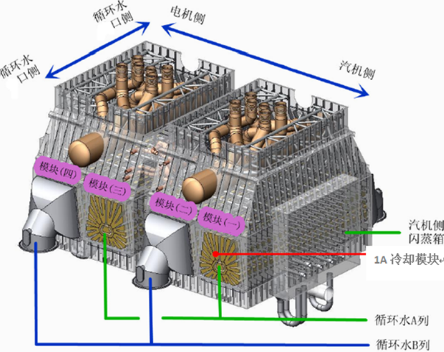 循环水
口侧
电机侧
循环水
口侧
汽机侧
模块(四)
模块(三)
模块(二)
模块(一)
汽机侧
闪蒸箱
1A 冷却模块
循环水A列
循环水B列